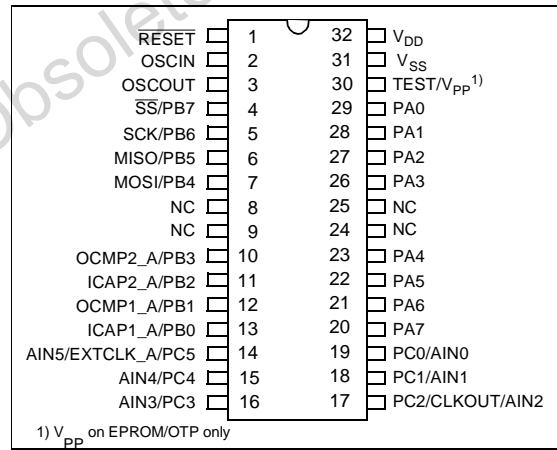 obsolete
RESET 1 32 VDD
OSCIN 2 31 VSS
OSCOUT 3 30 TEST/VPP1)
SS/PB7 4 29 PA0
SCK/PB6 5 28 PA1
MISO/PB5 6 27 PA2
MOSI/PB4 7 26 PA3
NC 8 25 NC
NC 9 24 NC
OCMP2_A/PB3 10 23 PA4
ICAP2_A/PB2 11 22 PA5
OCMP1_A/PB1 12 21 PA6
ICAP1_A/PB0 13 20 PA7
AIN5/EXTCLK_A/PC5 14 19 PC0/AIN0
AIN4/PC4 15 18 PC1/AIN1
AIN3/PC3 16 17 PC2/CLKOUT/AIN2
1) VPP on EPROM/OTP only